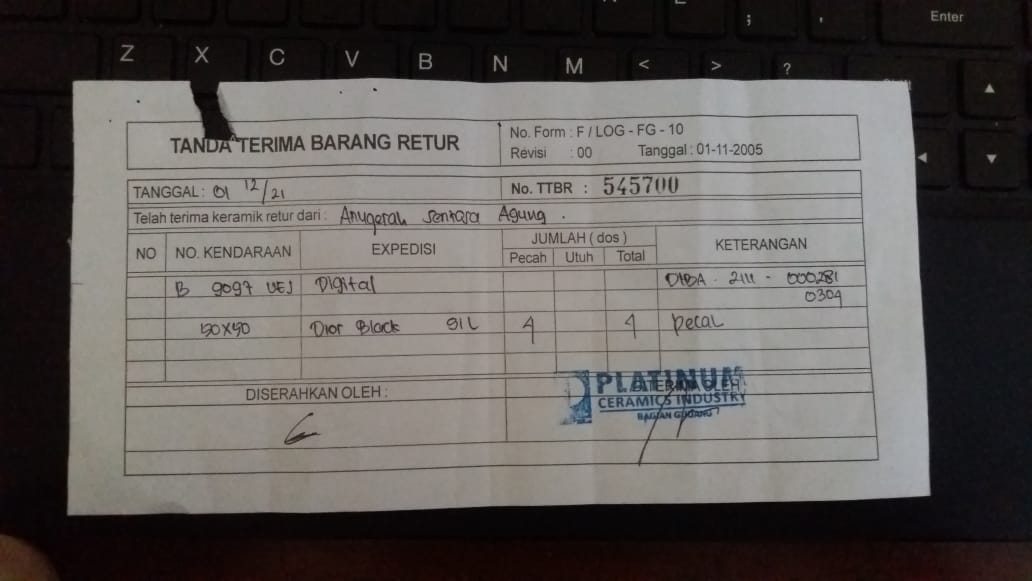 Enter
Z X C V B N M < > ?
TANDA TERIMA BARANG RETUR
No. Form : F / LOG - FG - 10
Revisi : 00 Tanggal : 01-11-2005
TANGGAL : 01 12/21
No. TTBR : 545700
Telah terima keramik retur dari : Anugerah Sentara Agung .
NO NO. KENDARAAN EXPEDISI JUMLAH ( dos ) KETERANGAN
Pecah Utuh Total
B 9097 UEJ Digital 2111 - 000281
0304
50x50 Dior Black 4 4 pecah
DISERAHKAN OLEH :
DITERIMA OLEH
PLATINUM
CERAMICS INDUSTRY
BAGIAN GUDANG